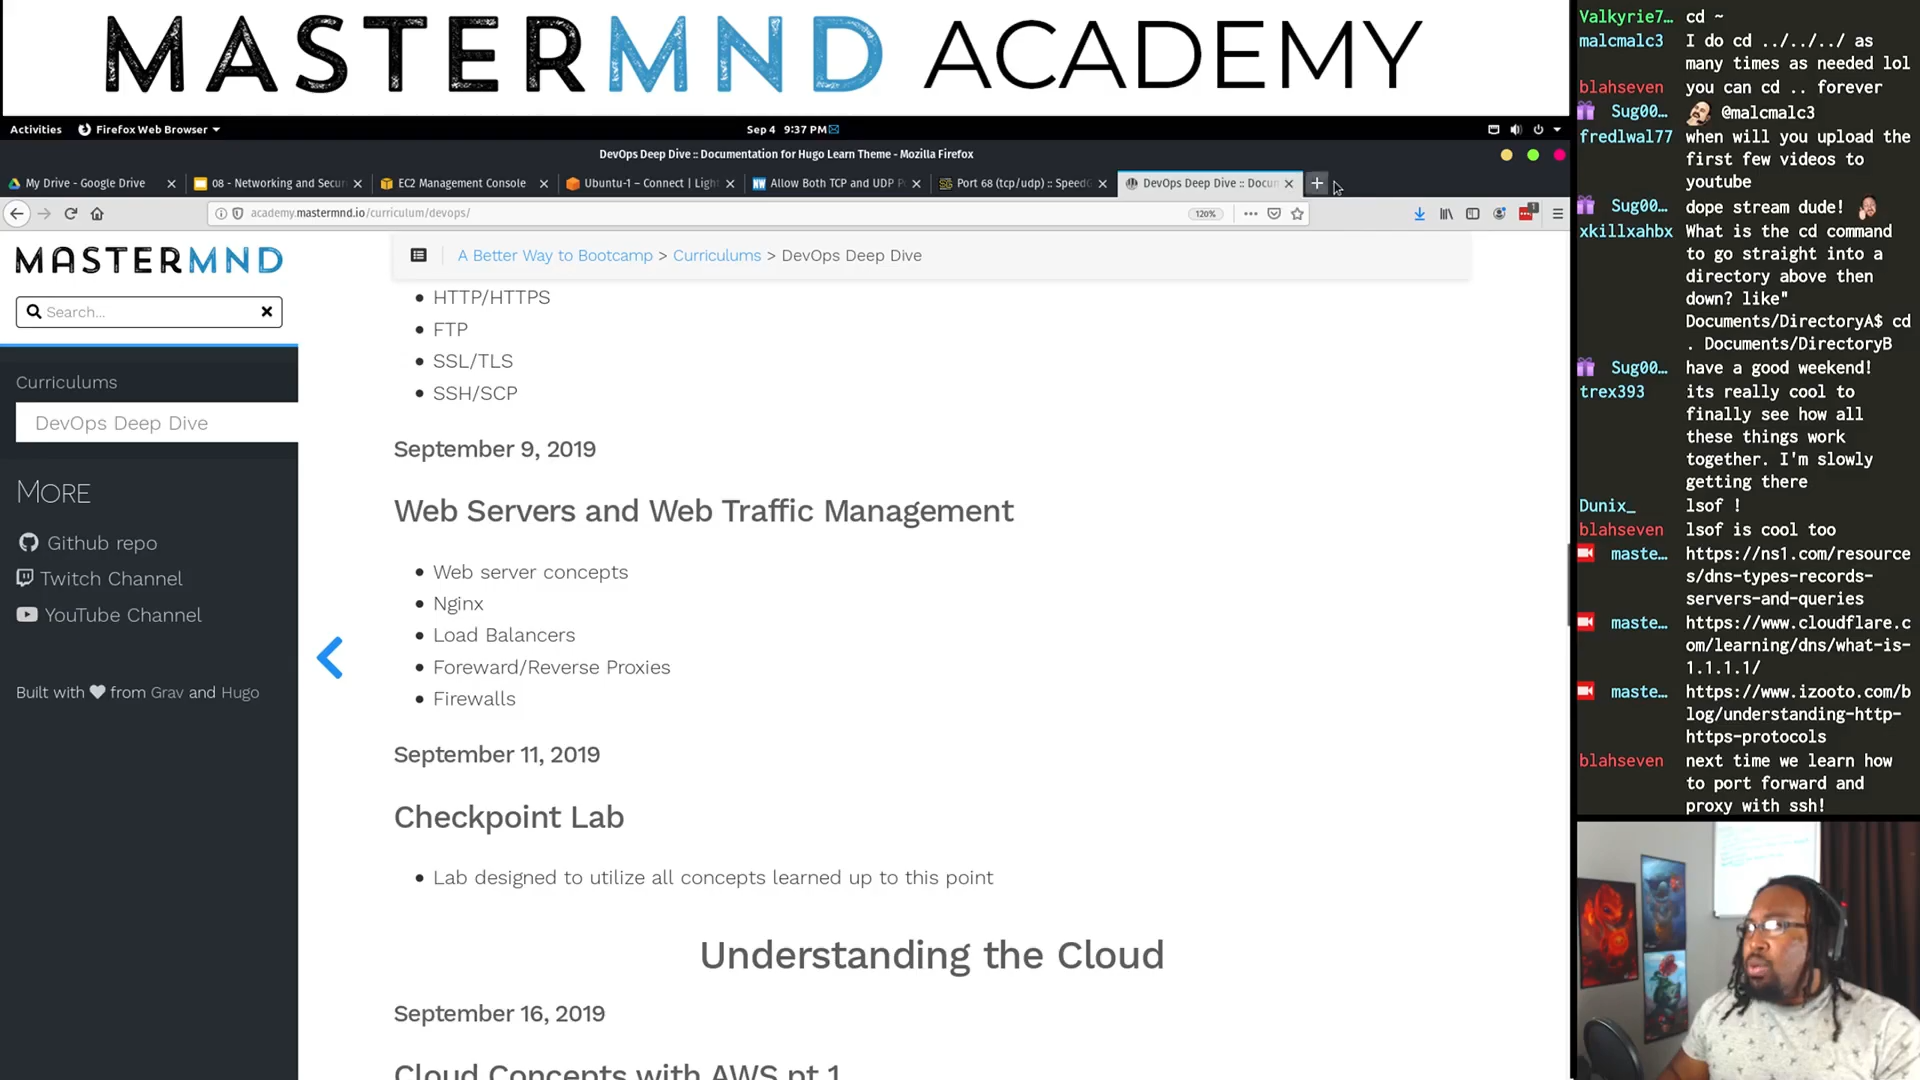 MASTERMND ACADEMY
Activities
Firefox Web Browser
Sep 4 9:37 PM
DevOps Deep Dive :: Documentation for Hugo Learn Theme - Mozilla Firefox
My Drive - Google Drive
08 - Networking and Secur
EC2 Management Console
Ubuntu-1 – Connect | Ligh
Allow Both TCP and UDP P
Port 68 (tcp/udp) :: SpeedG
DevOps Deep Dive :: Docum
academy.mastermnd.io/curriculum/devops/
120%
1
MASTERMND
Search...
Curriculums
DevOps Deep Dive
MORE
Github repo
Twitch Channel
YouTube Channel
Built with from Grav and Hugo
A Better Way to Bootcamp > Curriculums > DevOps Deep Dive
HTTP/HTTPS
FTP
SSL/TLS
SSH/SCP
September 9, 2019
Web Servers and Web Traffic Management
Web server concepts
Nginx
Load Balancers
Foreward/Reverse Proxies
Firewalls
September 11, 2019
Checkpoint Lab
Lab designed to utilize all concepts learned up to this point
Understanding the Cloud
September 16, 2019
Cloud Concepts with AWS pt 1
Valkyrie7… cd ~
malcmalc3 I do cd ../../../ as
many times as needed lol
blahseven you can cd .. forever
Sug00… @malcmalc3
fredlwal77 when will you upload the
first few videos to
youtube
Sug00… dope stream dude!
xkillxahbx What is the cd command
to go straight into a
directory above then
down? like"
Documents/DirectoryA$ cd
. Documents/DirectoryB
Sug00… have a good weekend!
trex393 its really cool to
finally see how all
these things work
together. I'm slowly
getting there
Dunix_ lsof !
blahseven lsof is cool too
maste… https://ns1.com/resource
s/dns-types-records-
servers-and-queries
maste… https://www.cloudflare.c
om/learning/dns/what-is-
1.1.1.1/
maste… https://www.izooto.com/b
log/understanding-http-
https-protocols
blahseven next time we learn how
to port forward and
proxy with ssh!